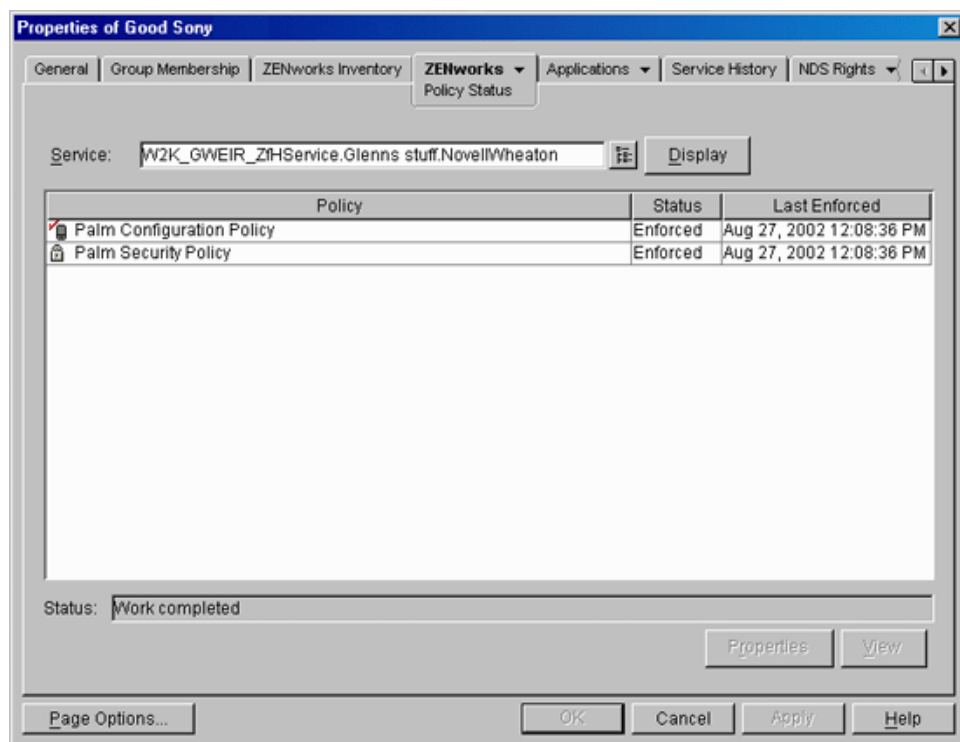 Properties of Good Sony
General Group Membership ZENworks Inventory ZENworks Applications Service History NDS Rights
Policy Status
Service: W2K_GWEIR_ZfHService.Glenns stuff.NovellWheaton Display
Policy Status Last Enforced
Palm Configuration Policy Enforced Aug 27, 2002 12:08:36 PM
Palm Security Policy Enforced Aug 27, 2002 12:08:36 PM
Status: Work completed
Properties View
Page Options... OK Cancel Apply Help